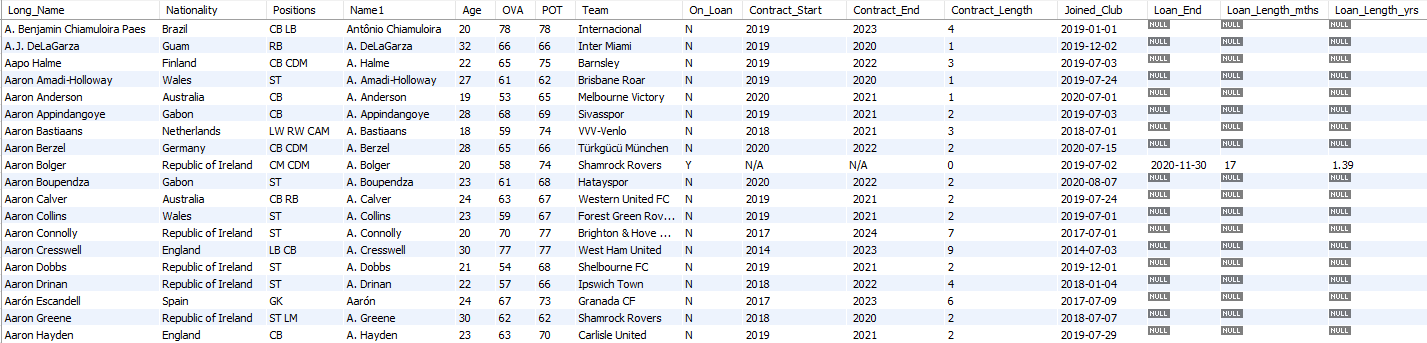 Long_Name Nationality Positions Name1 Age OVA POT Team On_Loan Contract_Start Contract_End Contract_Length Joined_Club Loan_End Loan_Length_mths Loan_Length_yrs
A. Benjamin Chiamuloira Paes Brazil CB LB Antônio Chiamuloira 20 78 78 Internacional N 2019 2023 4 2019-01-01 NULL NULL NULL
A.J. DeLaGarza Guam RB A. DeLaGarza 32 66 66 Inter Miami N 2019 2020 1 2019-12-02 NULL NULL NULL
Aapo Halme Finland CB CDM A. Halme 22 65 75 Barnsley N 2019 2022 3 2019-07-03 NULL NULL NULL
Aaron Amadi-Holloway Wales ST A. Amadi-Holloway 27 61 62 Brisbane Roar N 2019 2020 1 2019-07-24 NULL NULL NULL
Aaron Anderson Australia CB A. Anderson 19 53 65 Melbourne Victory N 2020 2021 1 2020-07-01 NULL NULL NULL
Aaron Appindangoye Gabon CB A. Appindangoye 28 68 69 Sivasspor N 2019 2021 2 2019-07-03 NULL NULL NULL
Aaron Bastiaans Netherlands LW RW CAM A. Bastiaans 18 59 74 VVV-Venlo N 2018 2021 3 2018-07-01 NULL NULL NULL
Aaron Berzel Germany CB CDM A. Berzel 28 65 66 Türkgücü München N 2020 2022 2 2020-07-15 NULL NULL NULL
Aaron Bolger Republic of Ireland CM CDM A. Bolger 20 58 74 Shamrock Rovers Y N/A N/A 0 2019-07-02 2020-11-30 17 1.39
Aaron Boupendza Gabon ST A. Boupendza 23 61 68 Hatayspor N 2020 2022 2 2020-08-07 NULL NULL NULL
Aaron Calver Australia CB RB A. Calver 24 63 67 Western United FC N 2019 2021 2 2019-07-24 NULL NULL NULL
Aaron Collins Wales ST A. Collins 23 59 67 Forest Green Rov... N 2019 2021 2 2019-07-01 NULL NULL NULL
Aaron Connolly Republic of Ireland ST A. Connolly 20 70 77 Brighton & Hove ... N 2017 2024 7 2017-07-01 NULL NULL NULL
Aaron Cresswell England LB CB A. Cresswell 30 77 77 West Ham United N 2014 2023 9 2014-07-03 NULL NULL NULL
Aaron Dobbs Republic of Ireland ST A. Dobbs 21 54 68 Shelbourne FC N 2019 2021 2 2019-12-01 NULL NULL NULL
Aaron Drinan Republic of Ireland ST A. Drinan 22 57 66 Ipswich Town N 2018 2022 4 2018-01-04 NULL NULL NULL
Aarón Escandell Spain GK Aarón 24 67 73 Granada CF N 2017 2023 6 2017-07-09 NULL NULL NULL
Aaron Greene Republic of Ireland ST LM A. Greene 30 62 62 Shamrock Rovers N 2018 2020 2 2018-07-07 NULL NULL NULL
Aaron Hayden England CB A. Hayden 23 63 70 Carlisle United N 2019 2021 2 2019-07-29 NULL NULL NULL